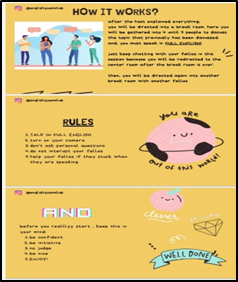 HOW IT WORKS?
After the host explained everything,
you will be directed into a break room here you
will be gathered into 4 until 5 people to discuss
the topic that previously has been discussed.
and, you must speak in FULL ENGLISH
just keep chatting with your fellas in this
session because you will be redirected to the
center room after the break room is over
then, you will be directed again into another
break room with another fellas
RULES
1. TALK IN FULL ENGLISH
2. turn on your camera
3. don't ask personal questions
4. do not interrupt your fellas
5. help your fellas if they stuck when
they are speaking
you are
out of this world!
AND
before you really start, keep this in
your mind:
1. be confident
2. be initiative
3. no judge
4. be nice
5. ENJOY!
clever
WELL DONE